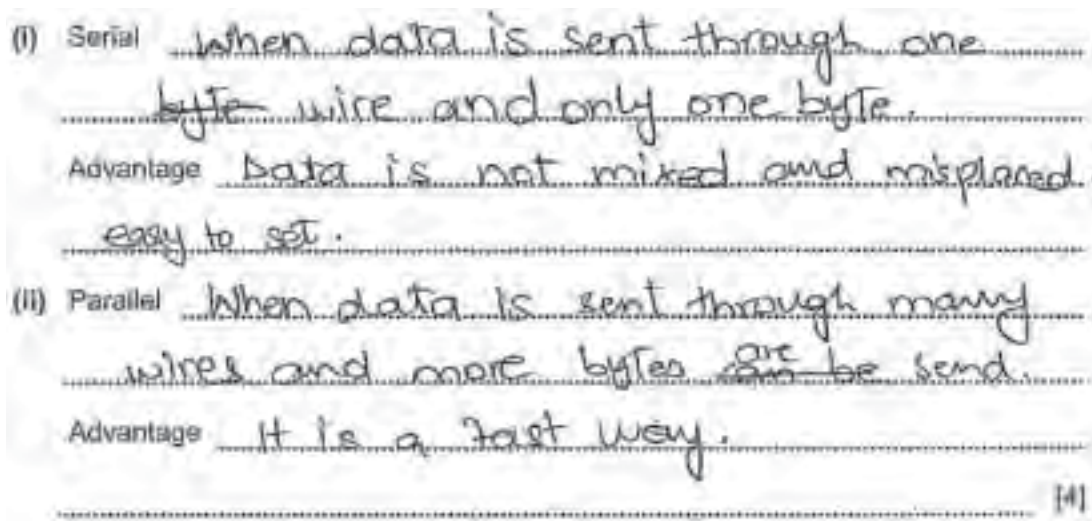 (i) Serial When data is sent through one
byte wire and only one byte.
Advantage Data is not mixed and misplaced.
easy to set.
(ii) Parallel When data is sent through many
wires and more bytes are can be send.
Advantage It is a fast way.
[4]